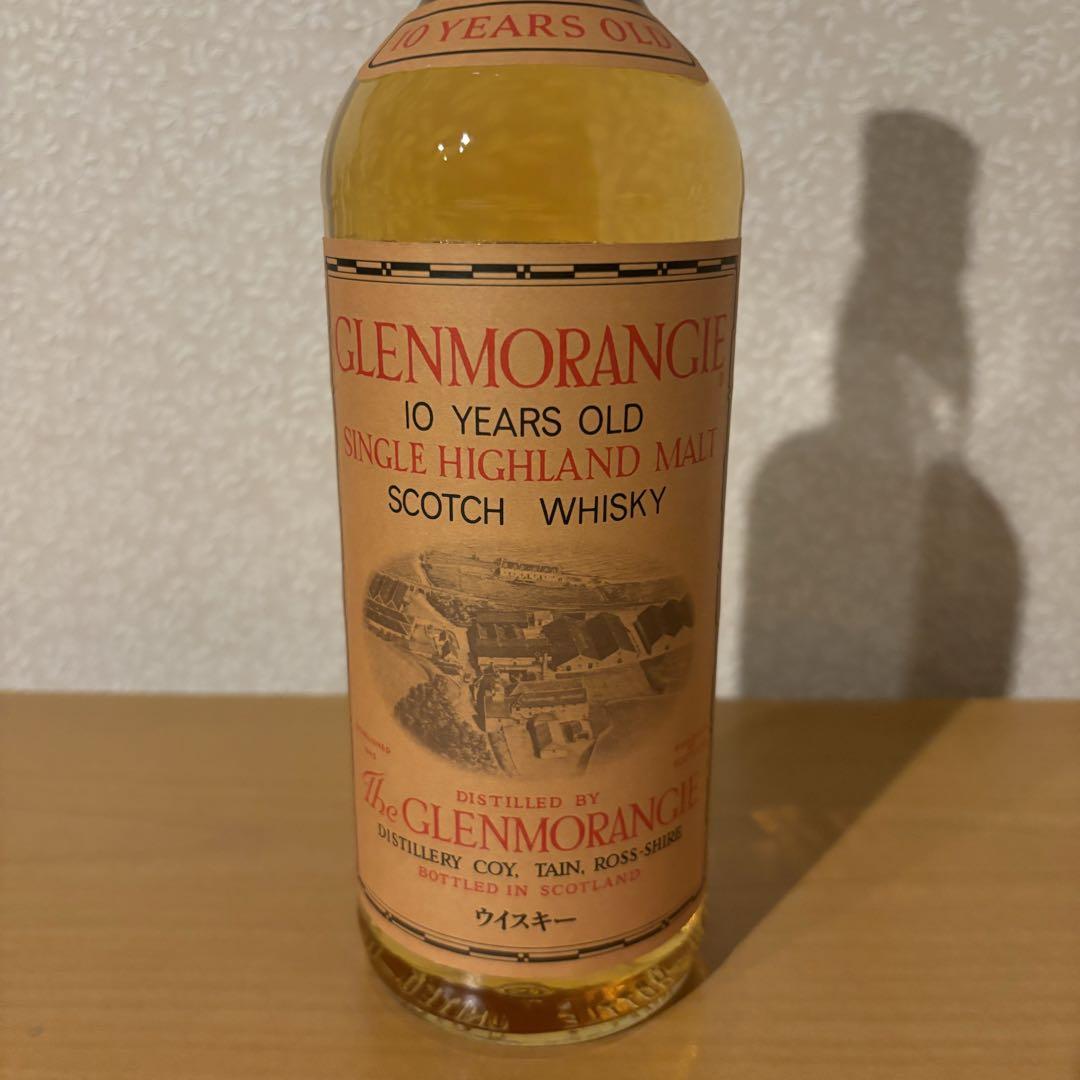 10 YEARS OLD
GLENMORANGIE
10 YEARS OLD
SINGLE HIGHLAND MALT
SCOTCH WHISKY
DISTILLED BY
The GLENMORANGIE
DISTILLERY COY, TAIN, ROSS-SHIRE
BOTTLED IN SCOTLAND
ウイスキー